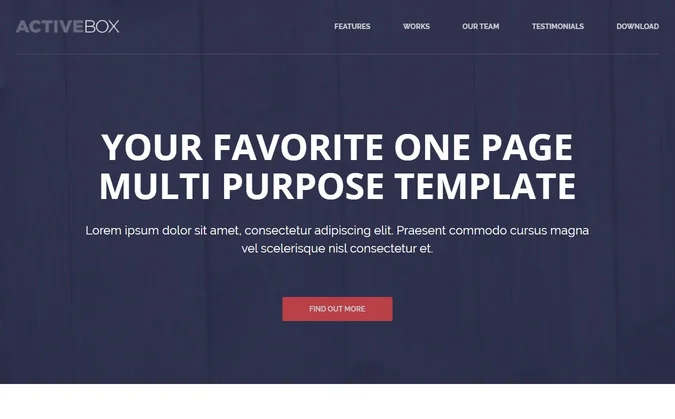 ACTIVEBOX
FEATURES WORKS OUR TEAM TESTIMONIALS DOWNLOAD
YOUR FAVORITE ONE PAGE
MULTI PURPOSE TEMPLATE
Lorem ipsum dolor sit amet, consectetur adipiscing elit. Praesent commodo cursus magna
vel scelerisque nisl consectetur et.
FIND OUT MORE